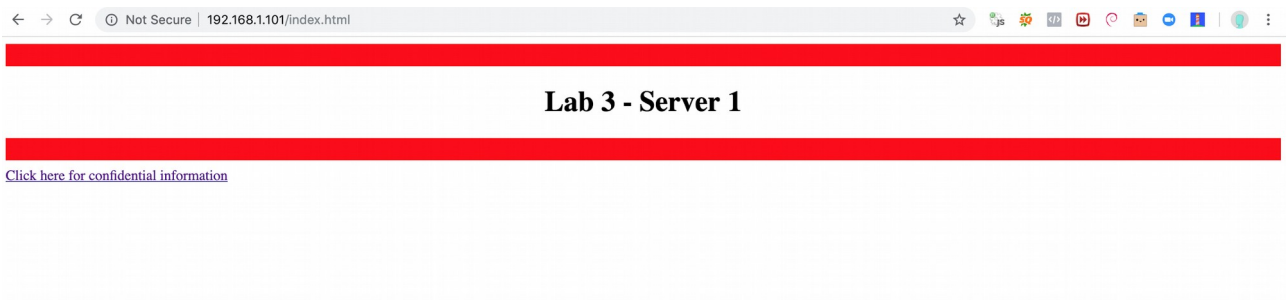 Not Secure 192.168.1.101/index.html
Lab 3 - Server 1
Click here for confidential information